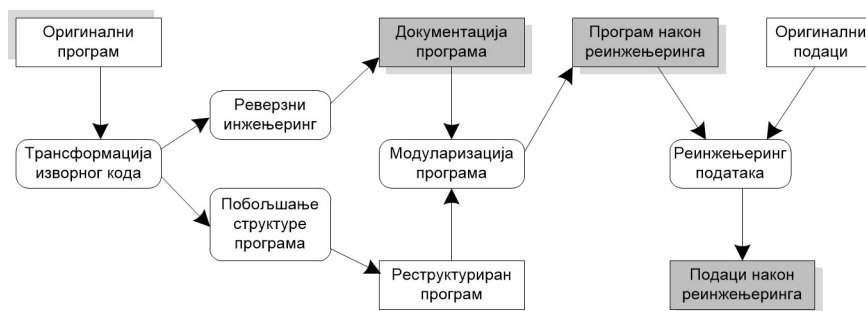 Оригинални
програм
Документација
програма
Програм након
реинжењеринга
Оригинални
подаци
Реверзни
инжењеринг
Трансформација
изворног кода
Модуларизација
програма
Реинжењеринг
података
Побољшање
структуре
програма
Реструктуриран
програм
Подаци након
реинжењеринга